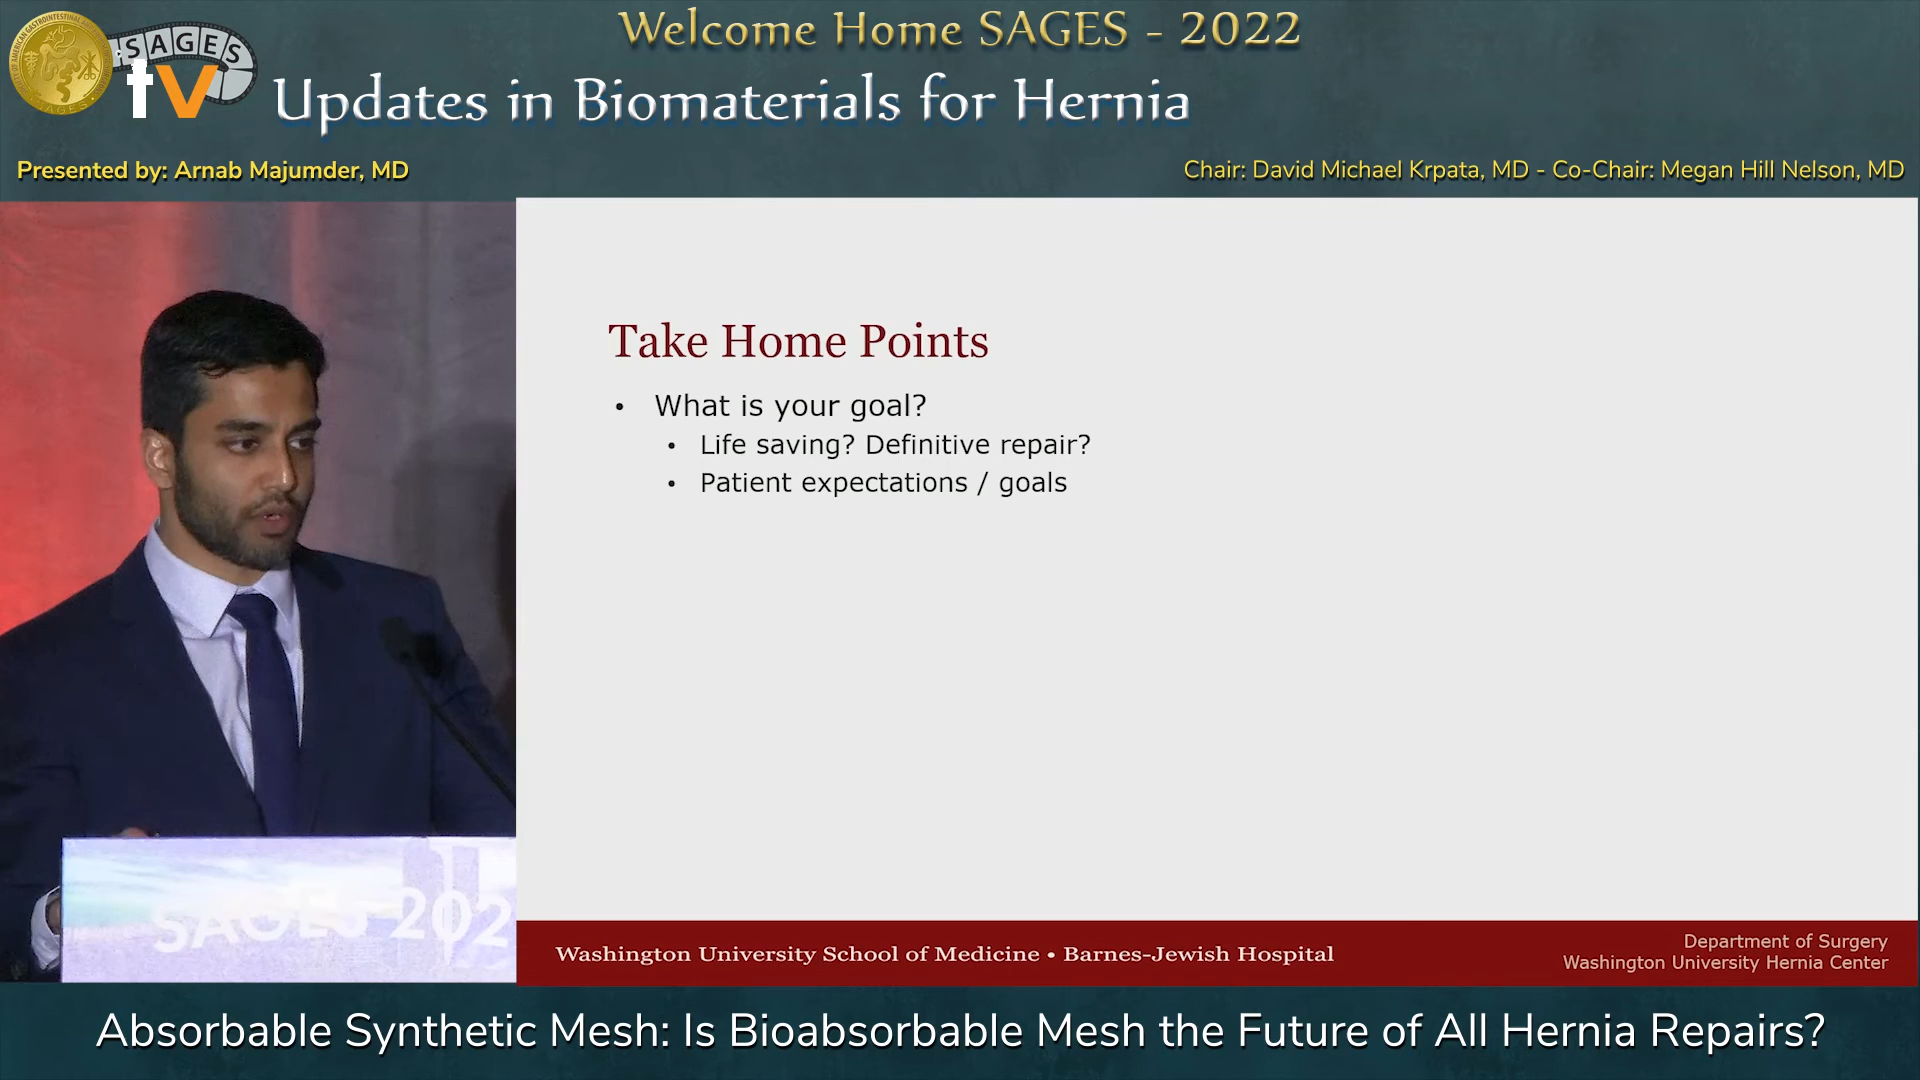 Welcome Home SAGES - 2022
SAGES
tv
Updates in Biomaterials for Hernia
Presented by: Arnab Majumder, MD
Chair: David Michael Krpata, MD - Co-Chair: Megan Hill Nelson, MD
Take Home Points
• What is your goal?
• Life saving? Definitive repair?
• Patient expectations / goals
SAGES 202
Washington University School of Medicine • Barnes-Jewish Hospital
Department of Surgery
Washington University Hernia Center
Absorbable Synthetic Mesh: Is Bioabsorbable Mesh the Future of All Hernia Repairs?